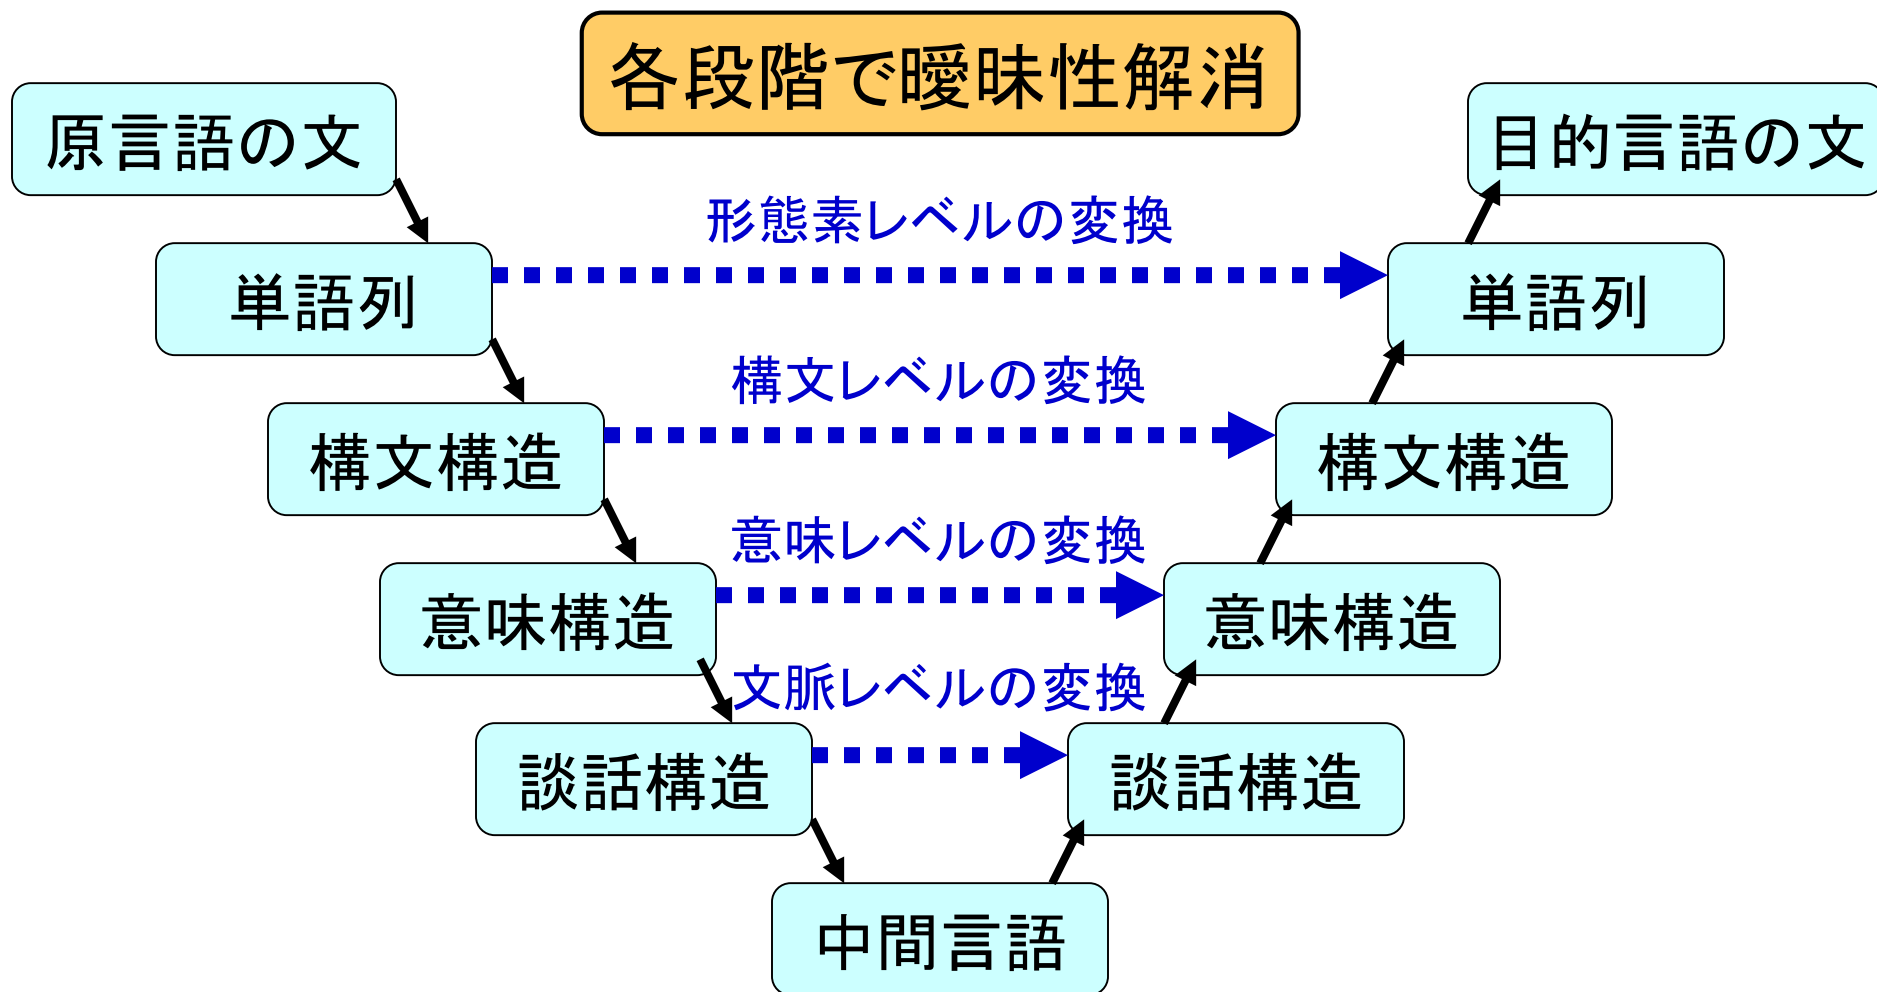 各段階で曖昧性解消
原言語の文
目的言語の文
形態素レベルの変換
単語列
単語列
構文レベルの変換
構文構造
構文構造
意味レベルの変換
意味構造
意味構造
文脈レベルの変換
談話構造
談話構造
中間言語